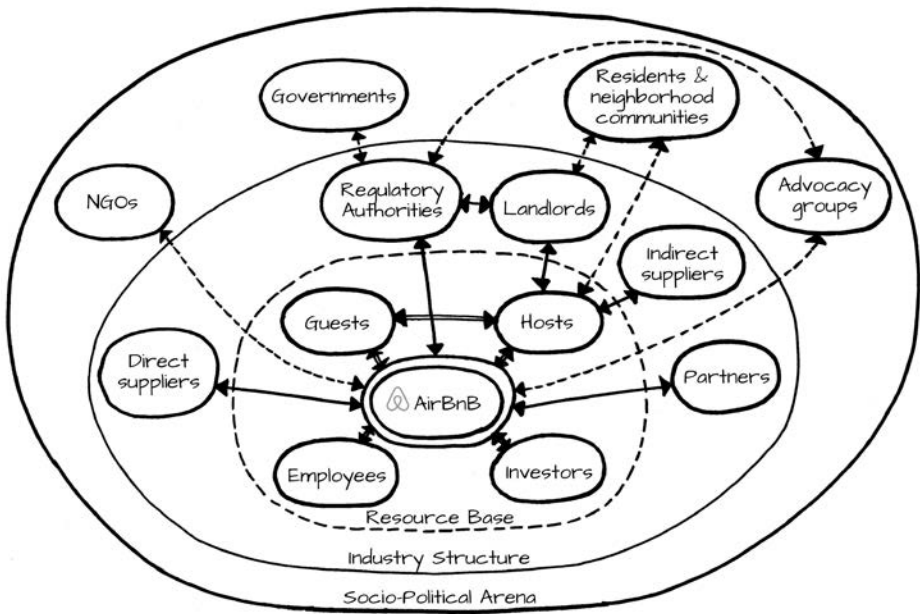 Governments
Residents &
neighborhood
communities
NGOs
Regulatory
Authorities
Landlords
Advocacy
groups
Indirect
suppliers
Guests
Hosts
Direct
suppliers
AirBnB
Partners
Employees
Investors
Resource Base
Industry Structure
Socio-Political Arena